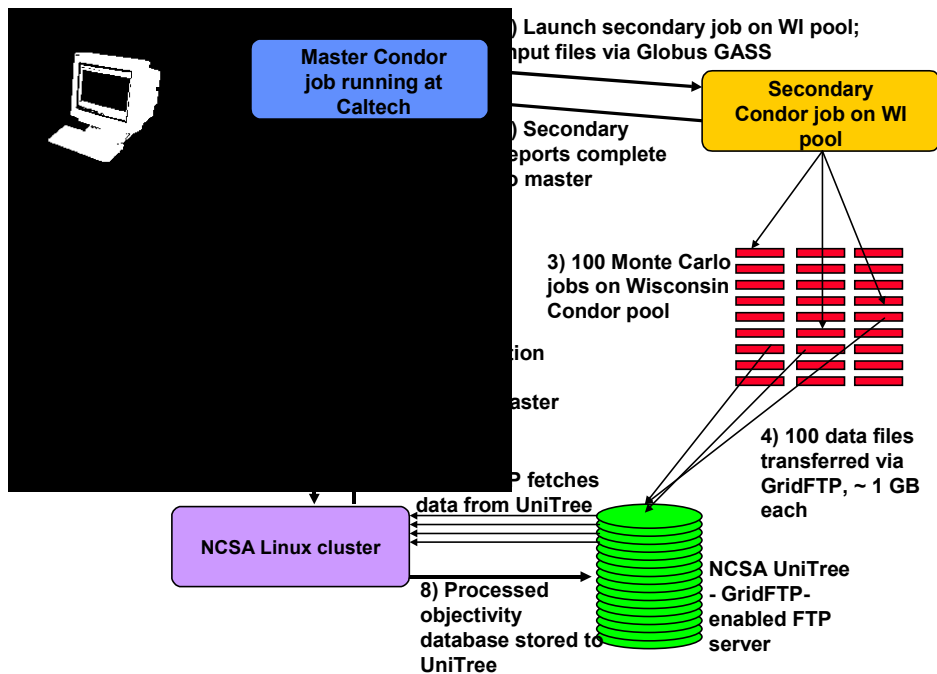 Master Condor
job running at
Caltech
) Launch secondary job on WI pool;
nput files via Globus GASS
Secondary
Condor job on WI
pool
) Secondary
eports complete
o master
3) 100 Monte Carlo
jobs on Wisconsin
Condor pool
tion
aster
4) 100 data files
transferred via
GridFTP, ~ 1 GB
each
P fetches
data from UniTree
NCSA Linux cluster
8) Processed
objectivity
database stored to
UniTree
NCSA UniTree
- GridFTP-
enabled FTP
server